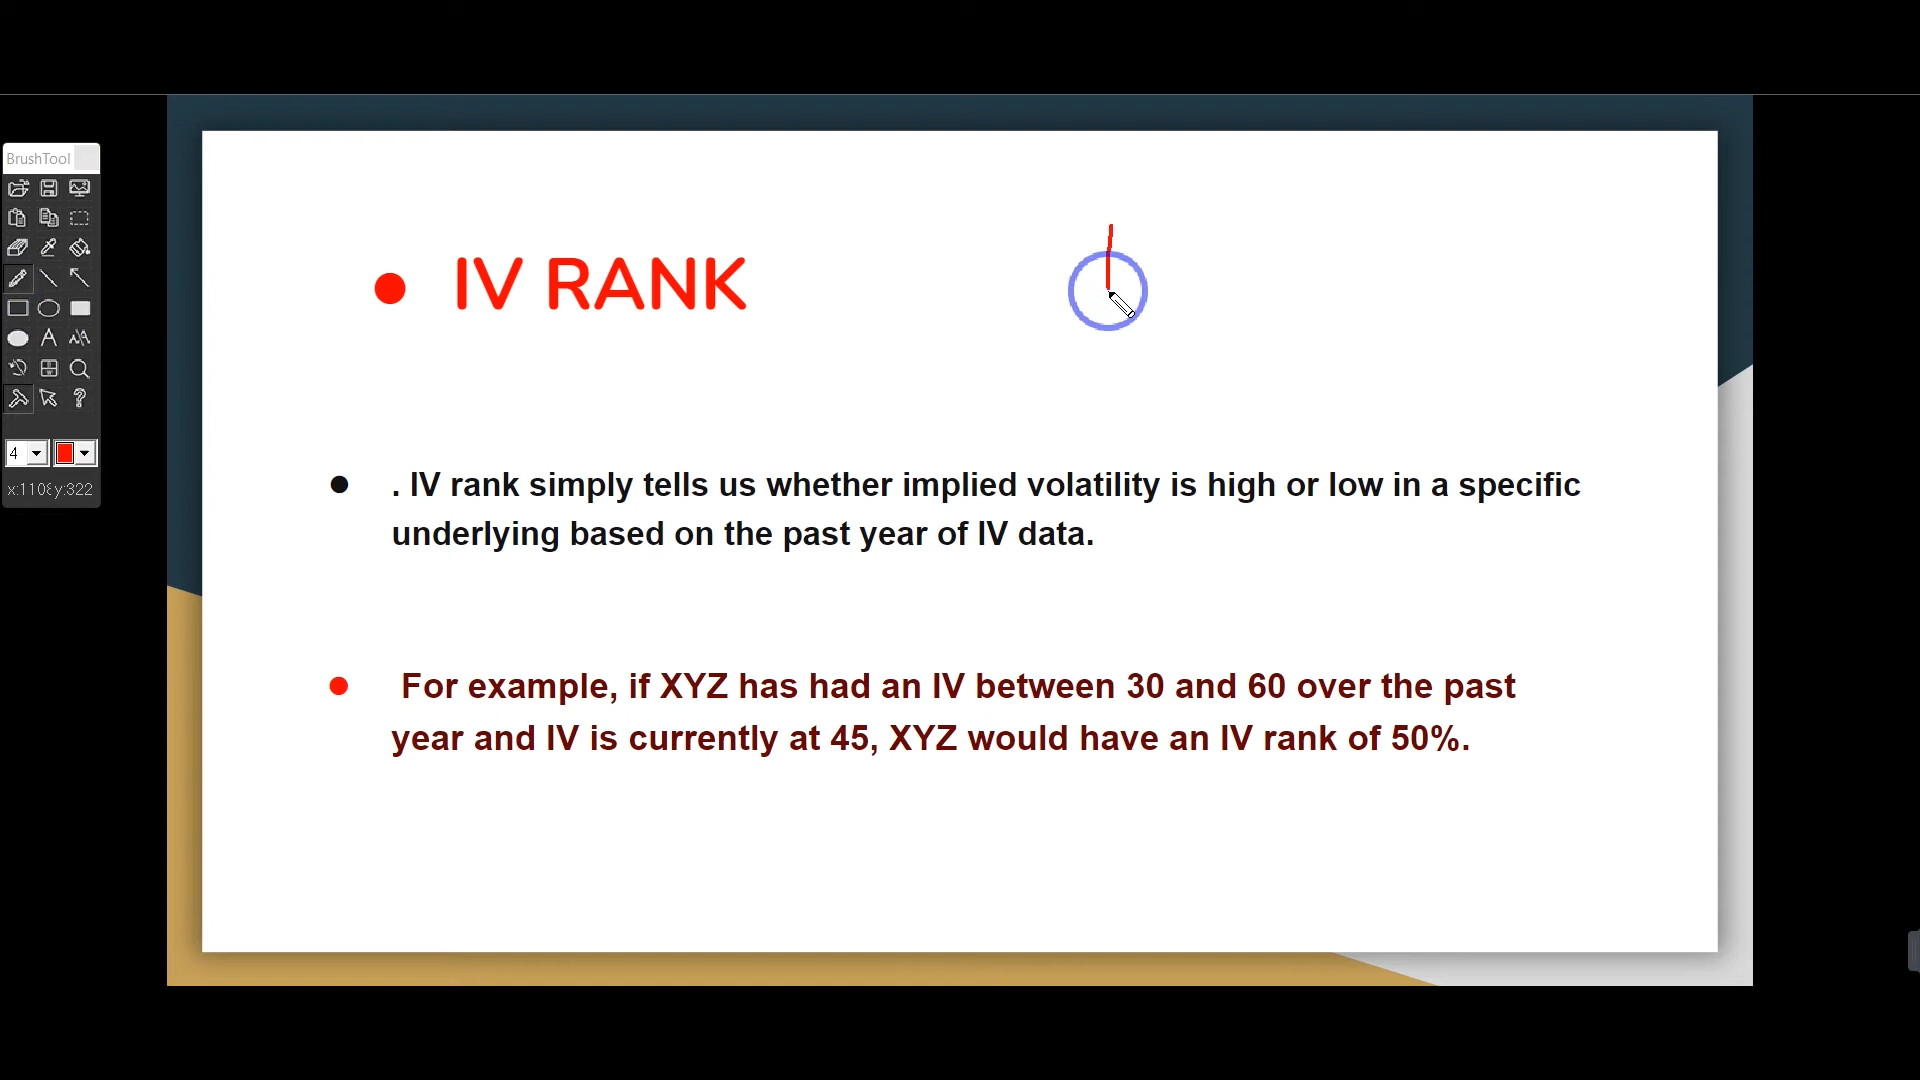 BrushTool
4
x:1108 y:322
● IV RANK
● . IV rank simply tells us whether implied volatility is high or low in a specific
underlying based on the past year of IV data.
● For example, if XYZ has had an IV between 30 and 60 over the past
year and IV is currently at 45, XYZ would have an IV rank of 50%.